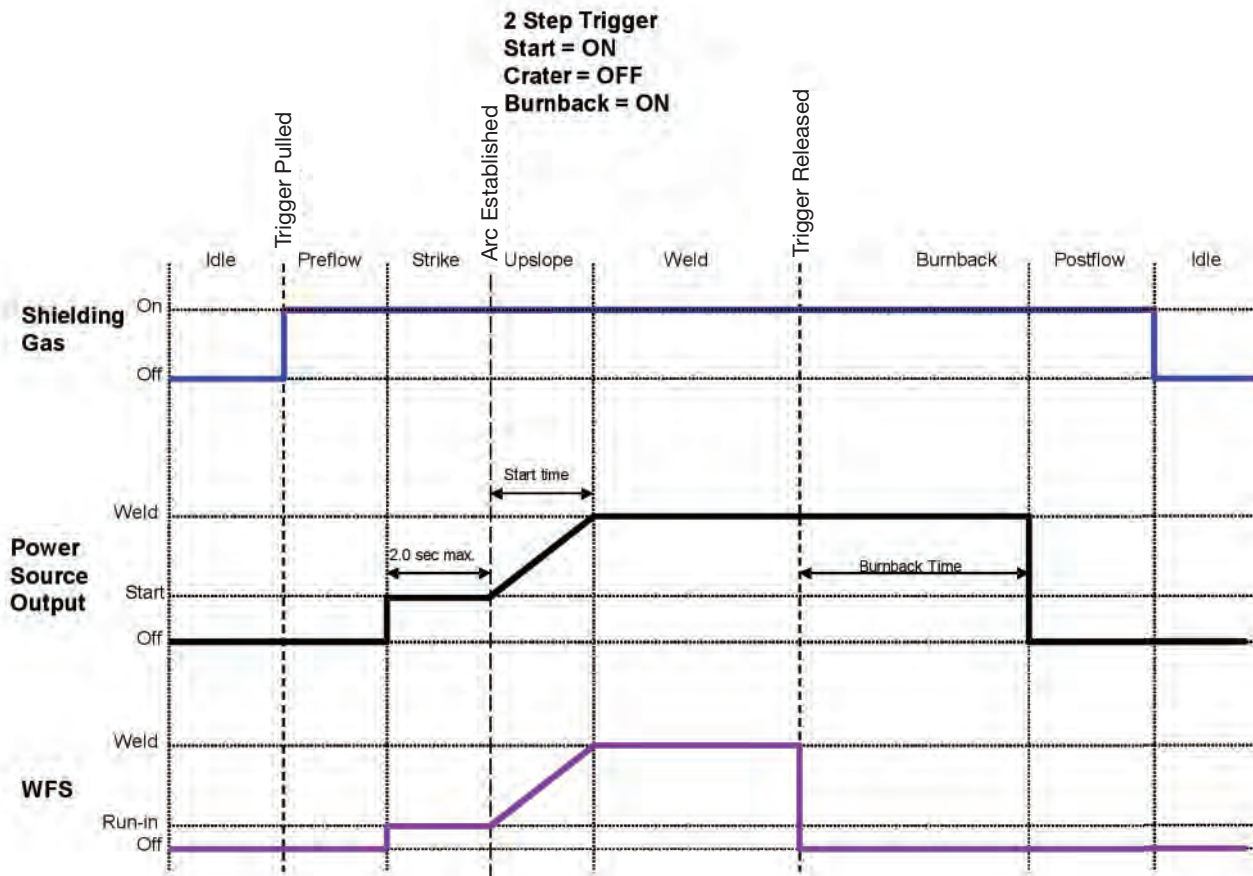 2 Step Trigger
Start = ON
Crater = OFF
Burnback = ON
Trigger Pulled
Arc Established
Trigger Released
Idle
Preflow
Strike
Upslope
Weld
Burnback
Postflow
Idle
Shielding
Gas
On
Off
Start time
Power
Source
Output
Weld
2.0 sec max.
Burnback Time
Start
Off
WFS
Weld
Run-in
Off